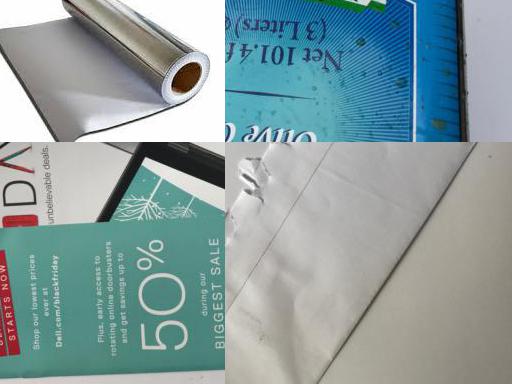 Net 101.4 f
(3 Liters)
Olive
unbelievable deals.
STARTS NOW
Shop our lowest prices
ever at
Dell.com/blackfriday
Plus, early access to
rotating online doorbusters
and get savings up to
50%
during our
BIGGEST SALE